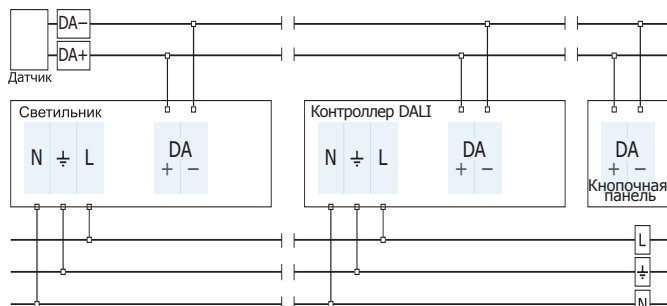 DA−
DA+
Датчик
Светильник
N ⏚ L
DA
+ −
Контроллер DALI
N ⏚ L
DA
+ −
DA
+ −
Кнопочная
панель
L
⏚
N